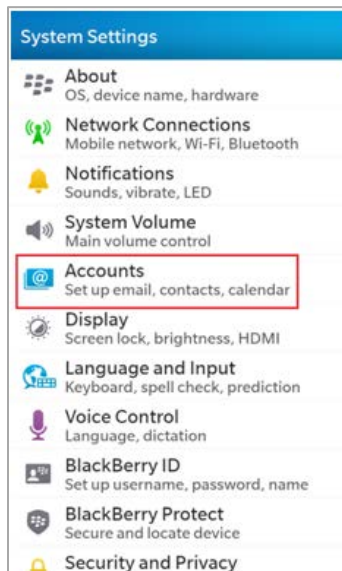 System Settings
About
OS, device name, hardware
Network Connections
Mobile network, Wi-Fi, Bluetooth
Notifications
Sounds, vibrate, LED
System Volume
Main volume control
Accounts
Set up email, contacts, calendar
Display
Screen lock, brightness, HDMI
Language and Input
Keyboard, spell check, prediction
Voice Control
Language, dictation
BlackBerry ID
Set up username, password, name
BlackBerry Protect
Secure and locate device
Security and Privacy